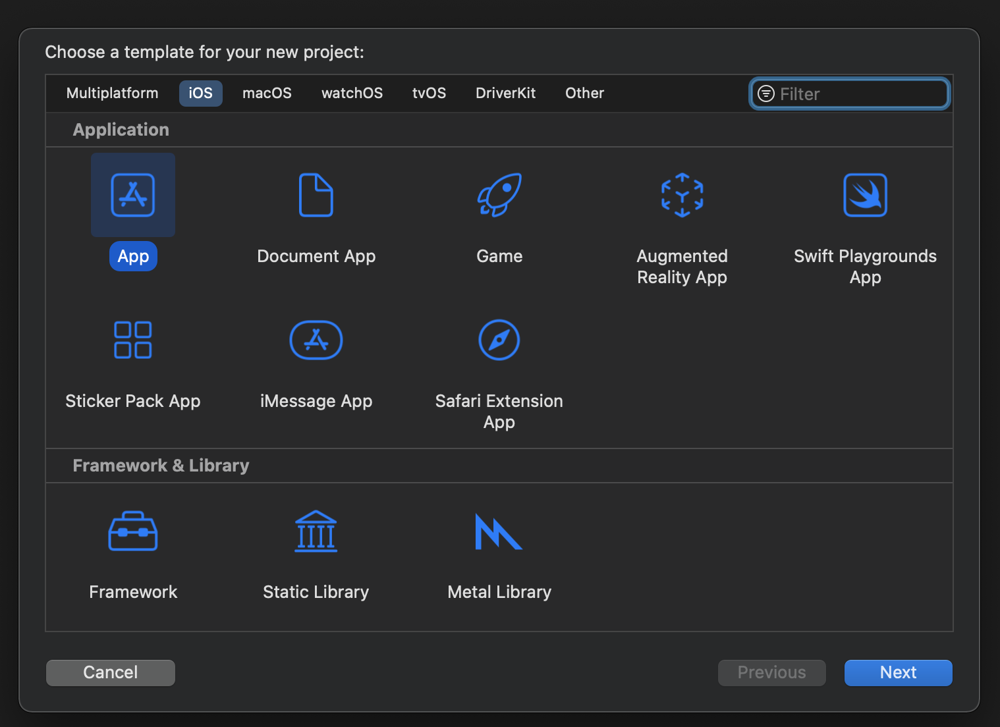 Choose a template for your new project:
Multiplatform iOS macOS watchOS tvOS DriverKit Other Filter
Application
App Document App Game Augmented Reality App Swift Playgrounds App
Sticker Pack App iMessage App Safari Extension App
Framework & Library
Framework Static Library Metal Library
Cancel Previous Next